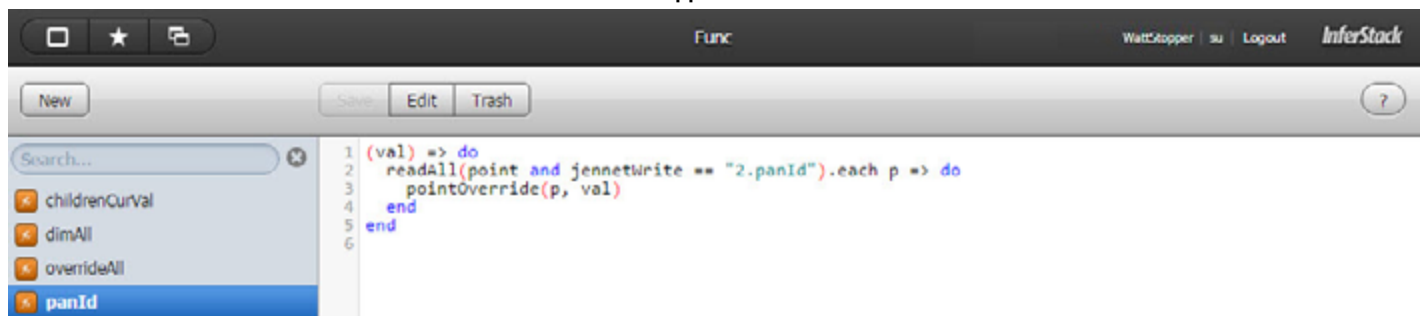 Func
WattStopper | su | Logout InferStack
New Save Edit Trash ?
Search...
childrenCurVal
dimAll
overrideAll
panId
1 (val) => do
2 readAll(point and jennetWrite == "2.panId").each p => do
3 pointOverride(p, val)
4 end
5 end
6